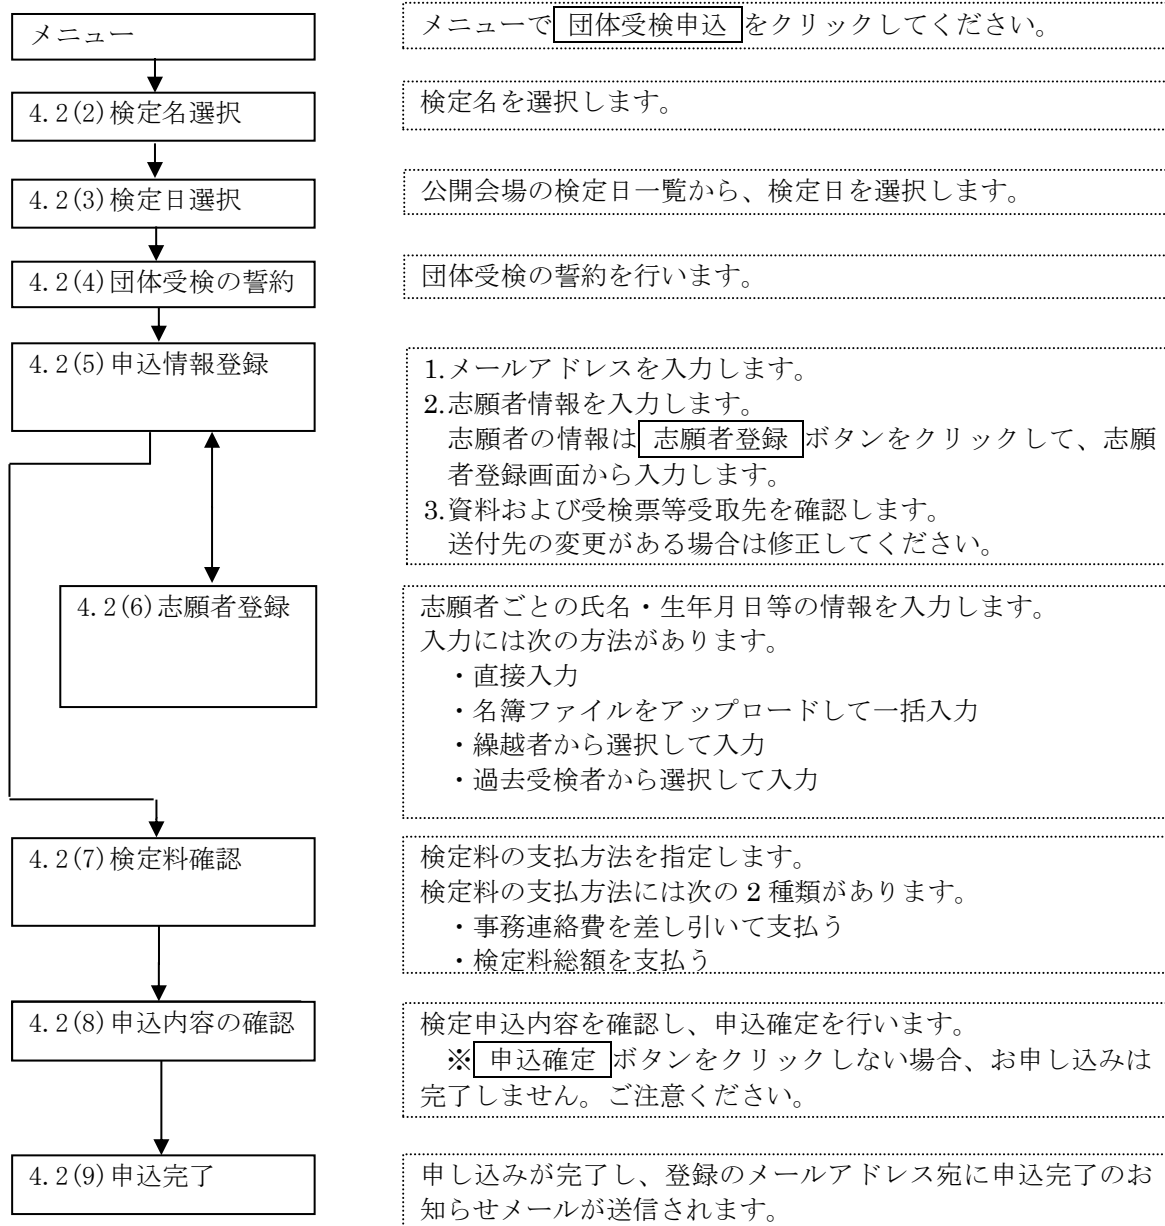 メニュー
メニューで 団体受検申込 をクリックしてください。
4.2(2)検定名選択
検定名を選択します。
4.2(3)検定日選択
公開会場の検定日一覧から、検定日を選択します。
4.2(4)団体受検の誓約
団体受検の誓約を行います。
4.2(5)申込情報登録
1.メールアドレスを入力します。
2.志願者情報を入力します。
志願者の情報は 志願者登録 ボタンをクリックして、志願
者登録画面から入力します。
3.資料および受検票等受取先を確認します。
送付先の変更がある場合は修正してください。
4.2(6)志願者登録
志願者ごとの氏名・生年月日等の情報を入力します。
入力には次の方法があります。
・直接入力
・名簿ファイルをアップロードして一括入力
・繰越者から選択して入力
・過去受検者から選択して入力
4.2(7)検定料確認
検定料の支払方法を指定します。
検定料の支払方法には次の 2 種類があります。
・事務連絡費を差し引いて支払う
・検定料総額を支払う
4.2(8)申込内容の確認
検定申込内容を確認し、申込確定を行います。
※ 申込確定 ボタンをクリックしない場合、お申し込みは
完了しません。ご注意ください。
4.2(9)申込完了
申し込みが完了し、登録のメールアドレス宛に申込完了のお
知らせメールが送信されます。